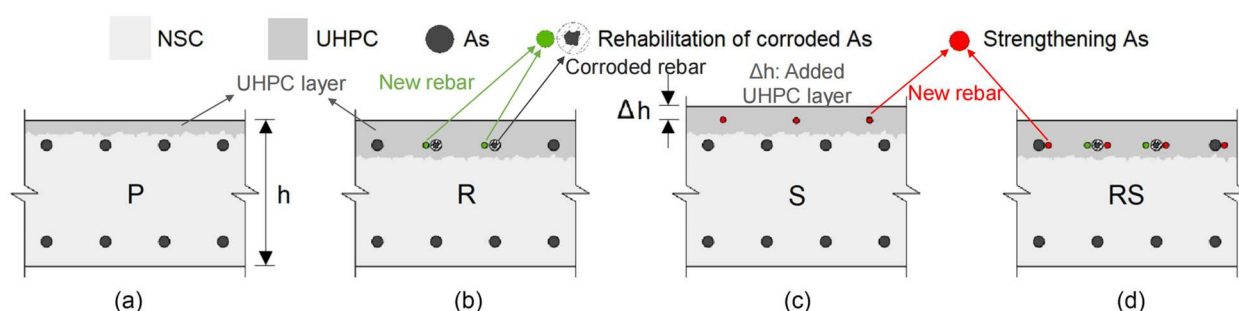 NSC
UHPC
As
Rehabilitation of corroded As
Strengthening As
Corroded rebar
UHPC layer
New rebar
Δh: Added
UHPC layer
New rebar
Δh
P
h
R
S
RS
(a)
(b)
(c)
(d)